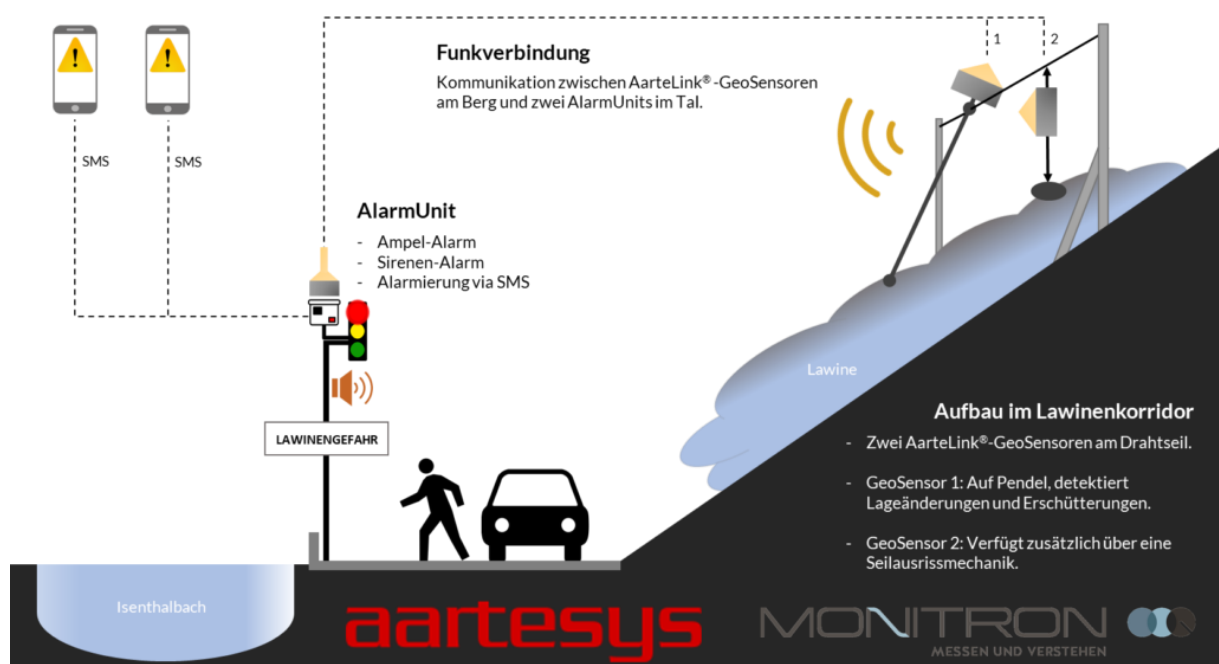 1
2
Funkverbindung
Kommunikation zwischen AarteLink®-GeoSensoren
am Berg und zwei AlarmUnits im Tal.
SMS
SMS
AlarmUnit
- Ampel-Alarm
- Sirenen-Alarm
- Alarmierung via SMS
Lawine
LAWINENGEFAHR
Aufbau im Lawinenkorridor
- Zwei AarteLink®-GeoSensoren am Drahtseil.
- GeoSensor 1: Auf Pendel, detektiert
Lageänderungen und Erschütterungen.
- GeoSensor 2: Verfügt zusätzlich über eine
Seilausrissmechanik.
Isenthalbach
aartesys
MONITRON
MESSEN UND VERSTEHEN